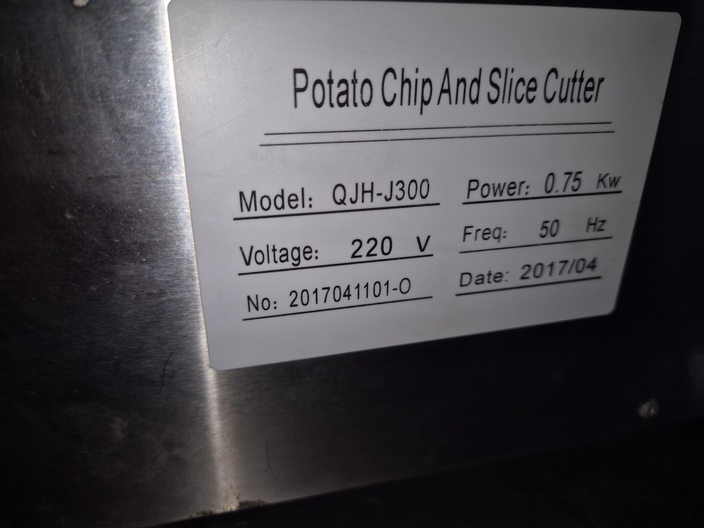 Potato Chip And Slice Cutter
Model: QJH-J300 Power: 0.75 Kw
Voltage: 220 V Freq: 50 Hz
No: 2017041101-O Date: 2017/04